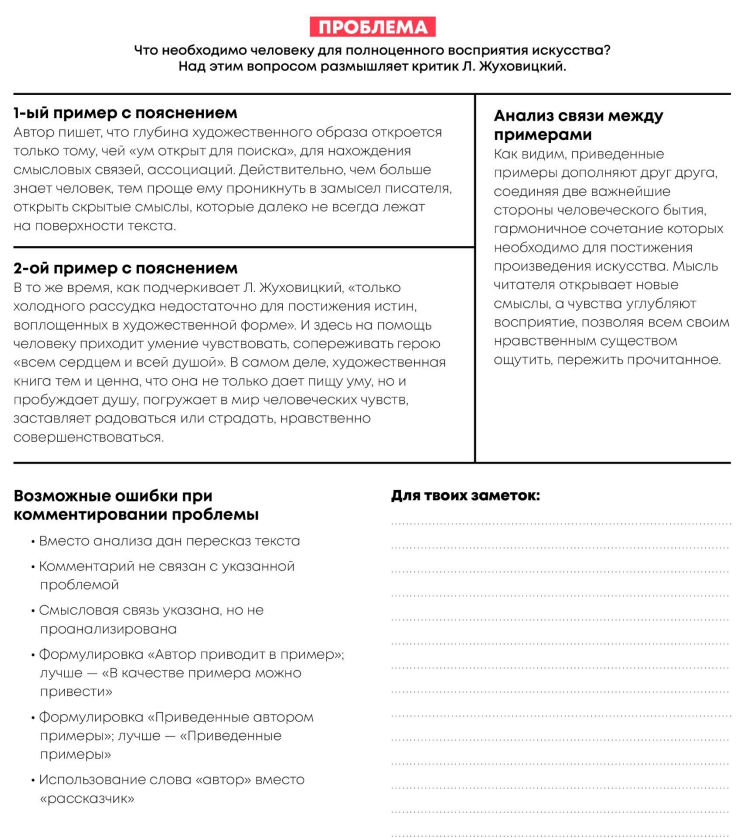 ПРОБЛЕМА
Что необходимо человеку для полноценного восприятия искусства?
Над этим вопросом размышляет критик Л. Жуховицкий.
1-ый пример с пояснением
Автор пишет, что глубина художественного образа откроется
только тому, чей «ум открыт для поиска», для нахождения
смысловых связей, ассоциаций. Действительно, чем больше
знает человек, тем проще ему проникнуть в замысел писателя,
открыть скрытые смыслы, которые далеко не всегда лежат
на поверхности текста.
2-ой пример с пояснением
В то же время, как подчеркивает Л. Жуховицкий, «только
холодного рассудка недостаточно для постижения истин,
воплощенных в художественной форме». И здесь на помощь
человеку приходит умение чувствовать, сопереживать герою
«всем сердцем и всей душой». В самом деле, художественная
книга тем и ценна, что она не только дает пищу уму, но и
пробуждает душу, погружает в мир человеческих чувств,
заставляет радоваться или страдать, нравственно
совершенствоваться.
Анализ связи между
примерами
Как видим, приведенные
примеры дополняют друг друга,
соединяя две важнейшие
стороны человеческого бытия,
гармоничное сочетание которых
необходимо для постижения
произведения искусства. Мысль
читателя открывает новые
смыслы, а чувства углубляют
восприятие, позволяя всем своим
нравственным существом
ощутить, пережить прочитанное.
Возможные ошибки при
комментировании проблемы
• Вместо анализа дан пересказ текста
• Комментарий не связан с указанной
проблемой
• Смысловая связь указана, но не
проанализирована
• Формулировка «Автор приводит в пример»;
лучше — «В качестве примера можно
привести»
• Формулировка «Приведенные автором
примеры»; лучше — «Приведенные
примеры»
• Использование слова «автор» вместо
«рассказчик»
Для твоих заметок: